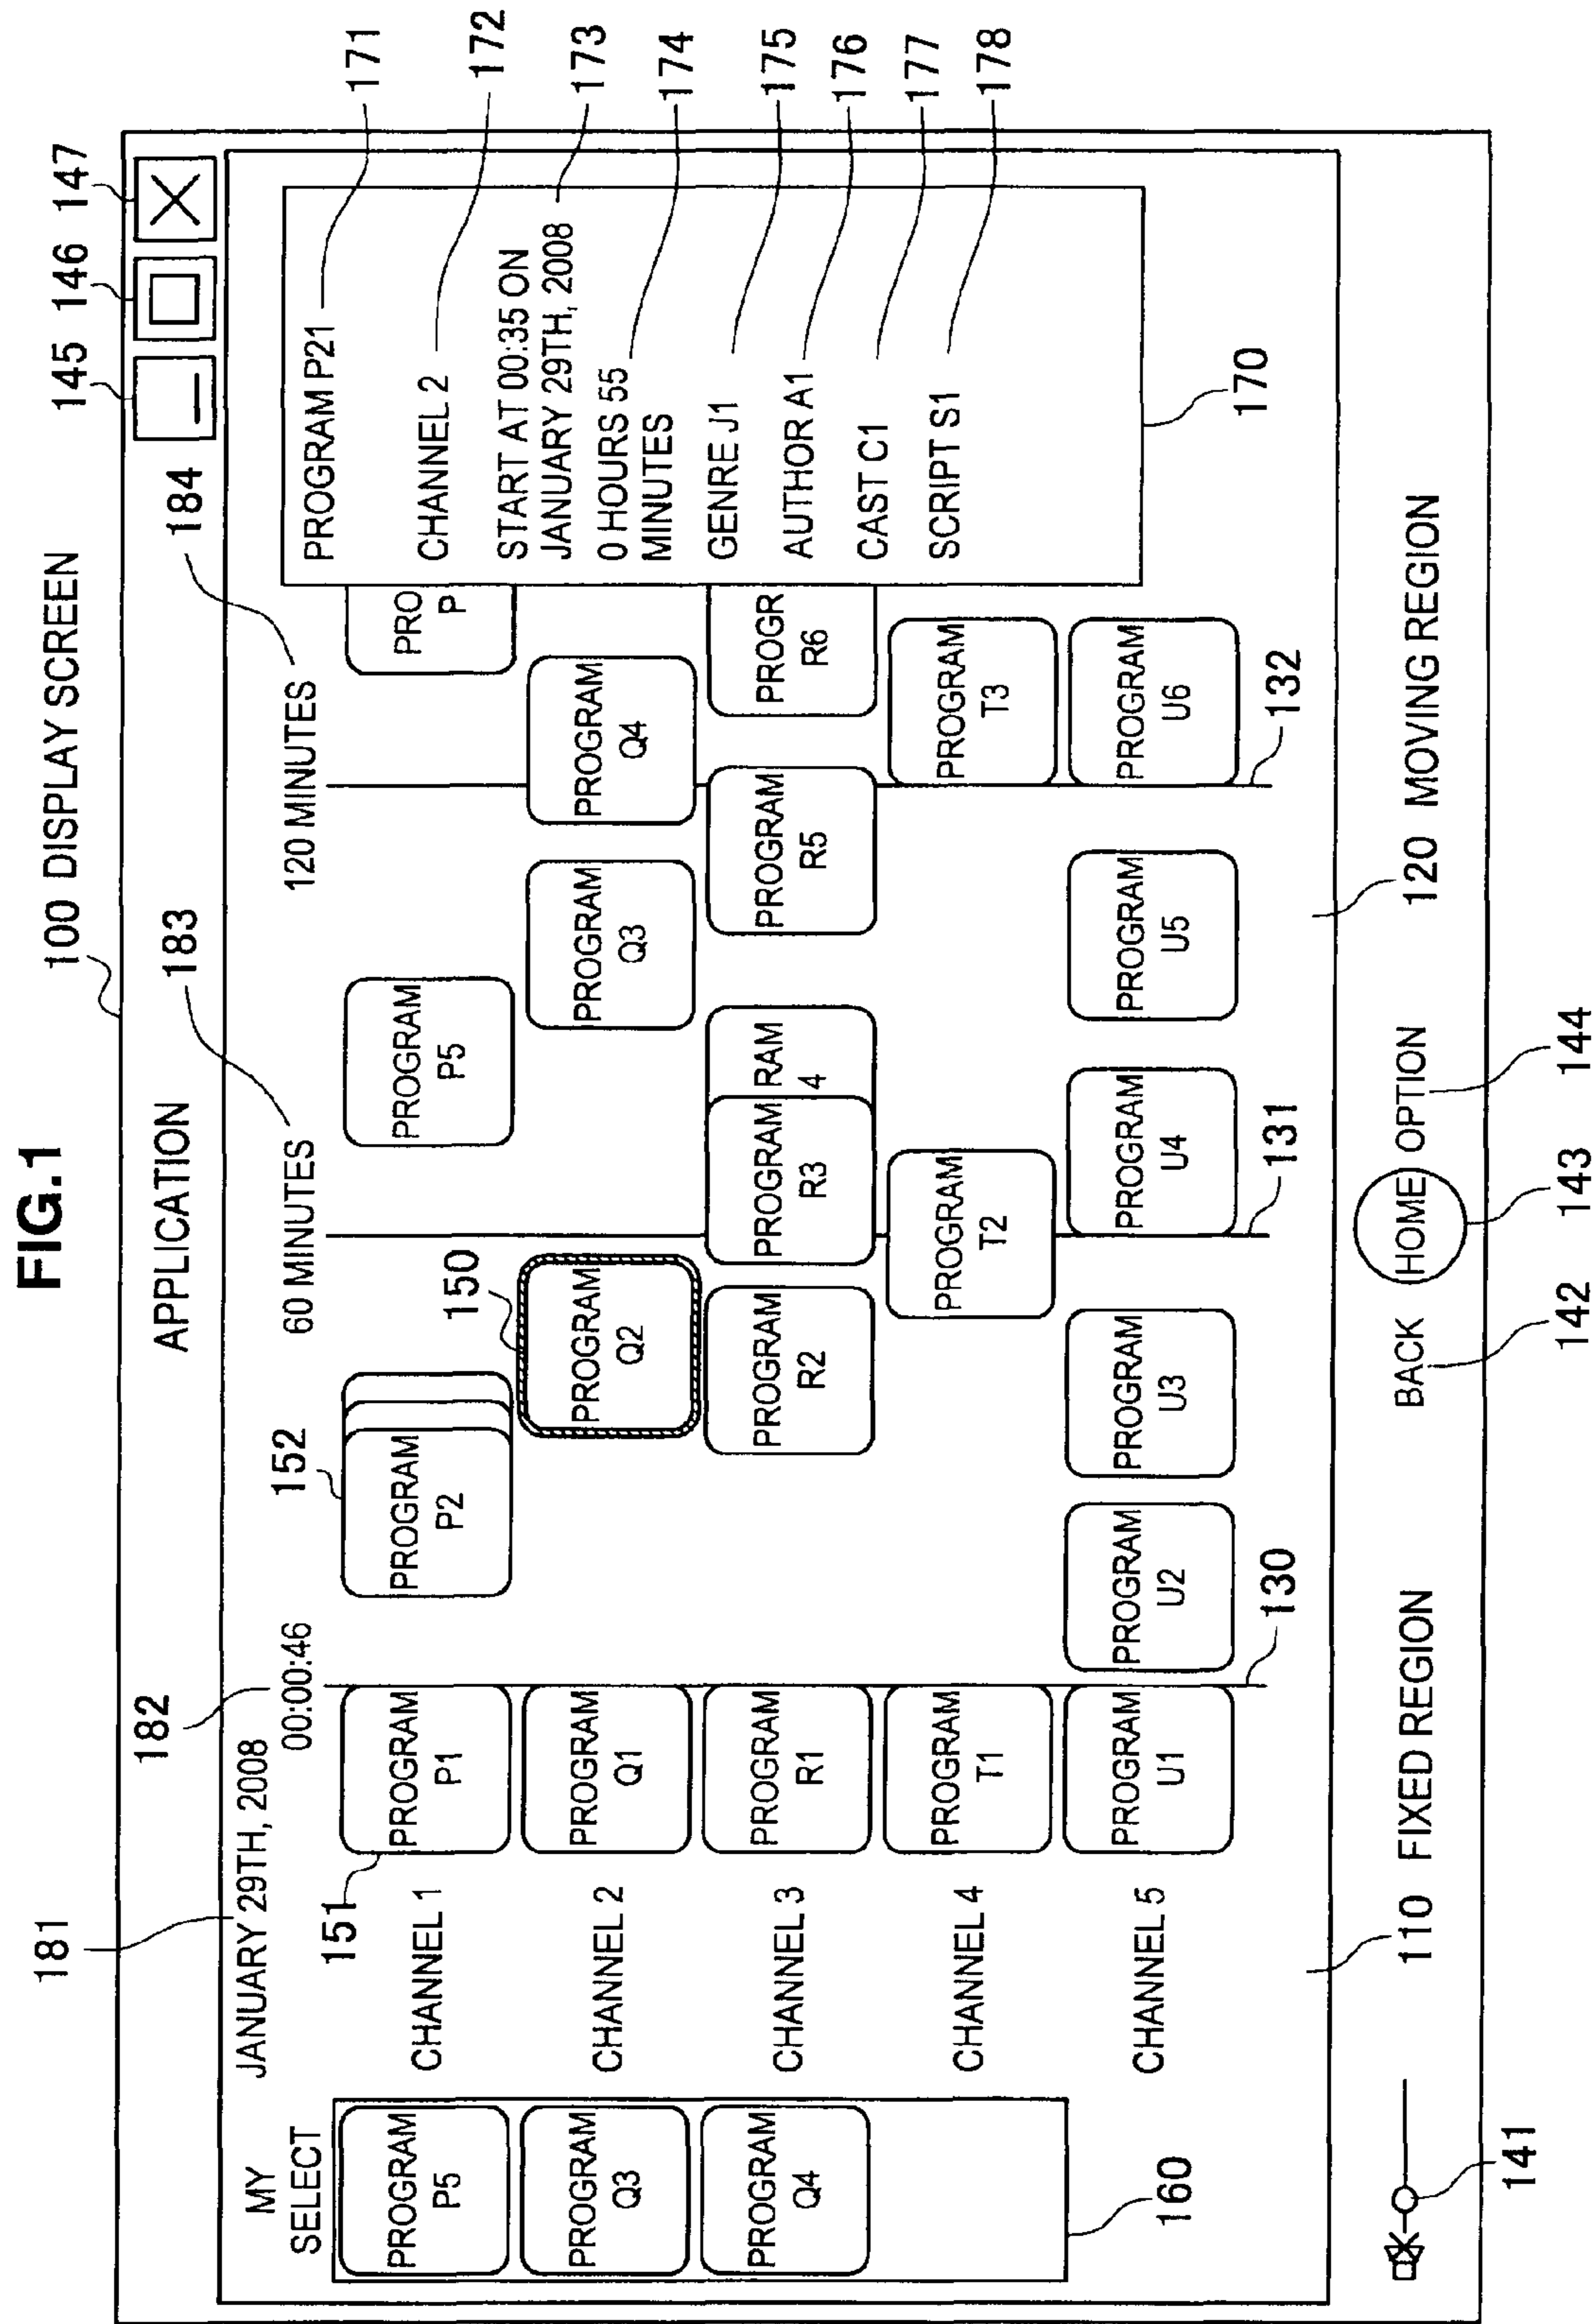 FIG.1
100 DISPLAY SCREEN
145 146 147
APPLICATION
181
182
183
184
JANUARY 29TH, 2008
00:00:46
60 MINUTES
120 MINUTES
MY
SELECT
PROGRAM
P5
PROGRAM
Q3
PROGRAM
Q4
160
151
152
150
CHANNEL 1
PROGRAM
P1
PROGRAM
P2
PROGRAM
P5
PRO
P
CHANNEL 2
PROGRAM
Q1
PROGRAM
Q2
PROGRAM
Q3
PROGRAM
Q4
CHANNEL 3
PROGRAM
R1
PROGRAM
R2
PROGRAM
R3
RAM
4
PROGRAM
R5
PROGR
R6
CHANNEL 4
PROGRAM
T1
PROGRAM
T2
PROGRAM
T3
CHANNEL 5
PROGRAM
U1
PROGRAM
U2
PROGRAM
U3
PROGRAM
U4
PROGRAM
U5
PROGRAM
U6
130
131
132
PROGRAM P21
CHANNEL 2
START AT 00:35 ON
JANUARY 29TH, 2008
0 HOURS 55
MINUTES
GENRE J1
AUTHOR A1
CAST C1
SCRIPT S1
170
171
172
173
174
175
176
177
178
110 FIXED REGION
120 MOVING REGION
BACK
HOME
OPTION
141
142
143
144